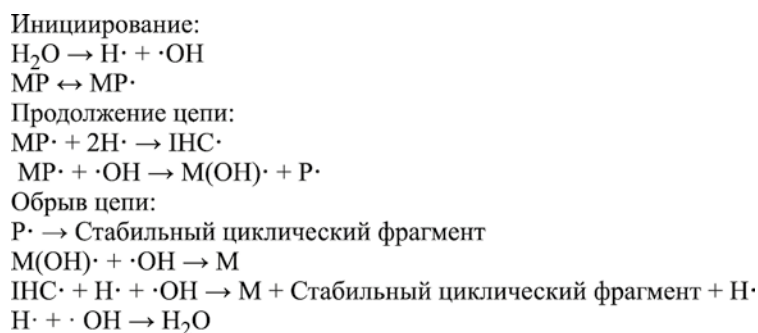 Инициирование:
H₂O → H· + ·OH
MP ↔ MP·
Продолжение цепи:
MP· + 2H· → IHC·
MP· + ·OH → M(OH)· + P·
Обрыв цепи:
P· → Стабильный циклический фрагмент
M(OH)· + ·OH → M
IHC· + H· + ·OH → M + Стабильный циклический фрагмент + H·
H· + · OH → H₂O